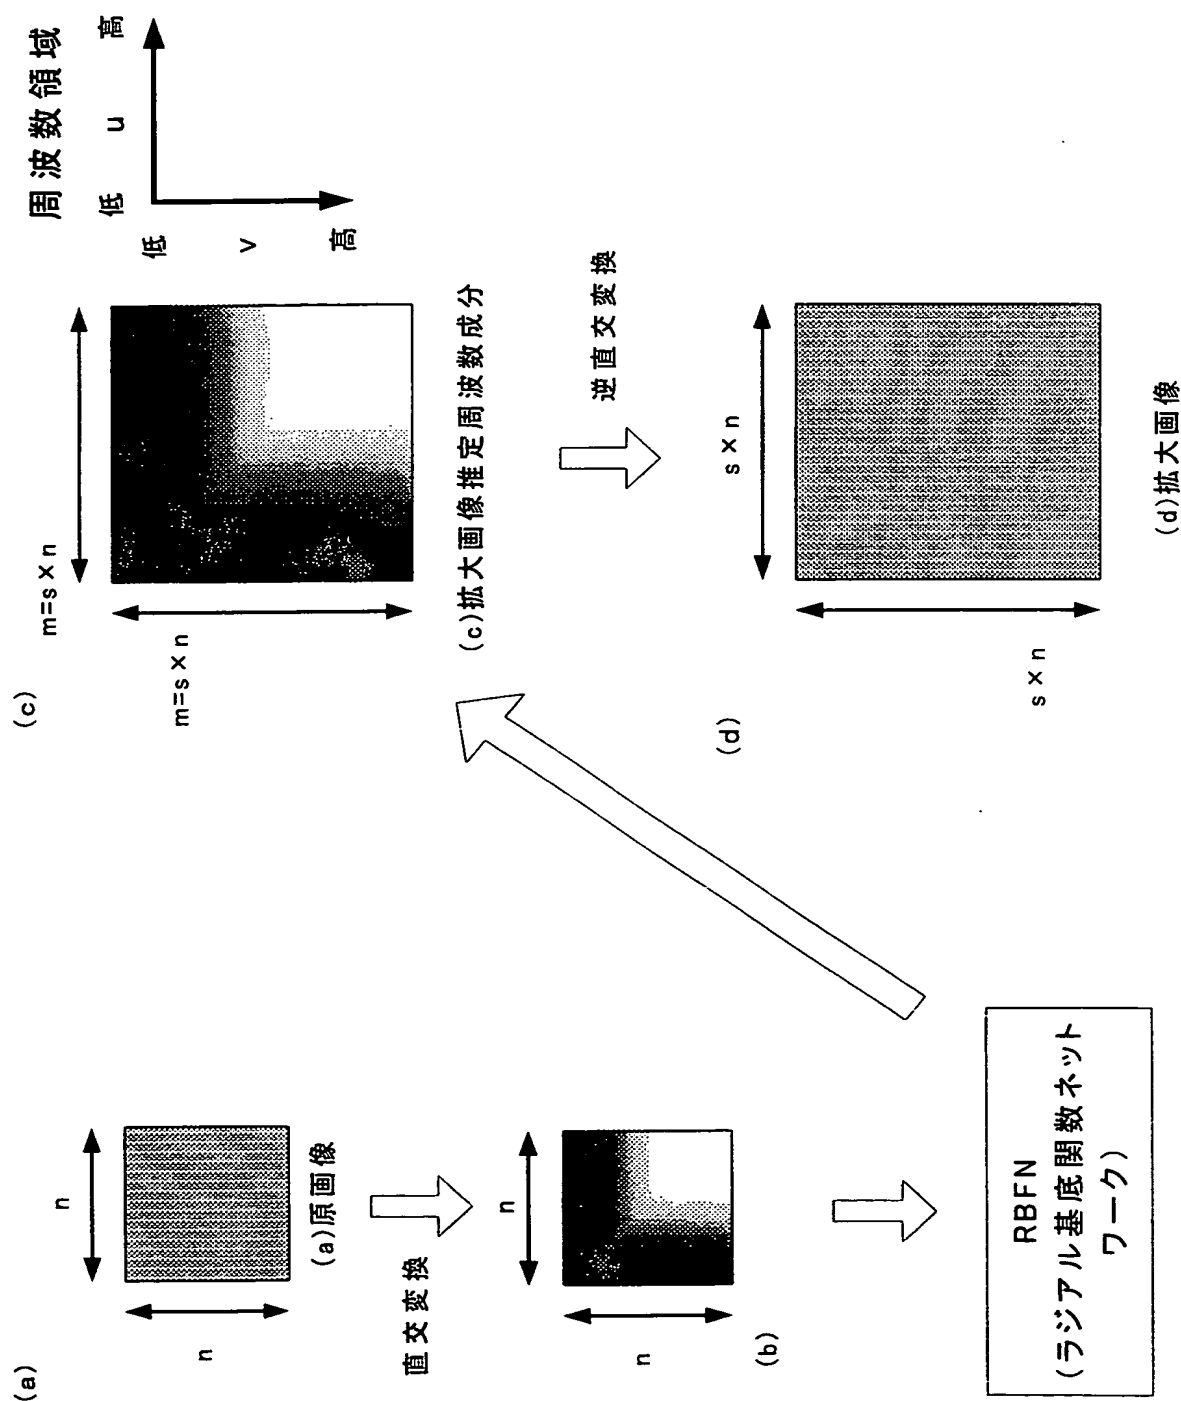 (a)
n
n
(a)原画像
直交変換
n
n
(b)
RBFN
(ラジアル基底関数ネット
ワーク)
(c)
m=s×n
m=s×n
(c)拡大画像推定周波数成分
周波数領域
低 u 高
低
v
高
逆直交変換
(d)
s×n
s×n
(d)拡大画像